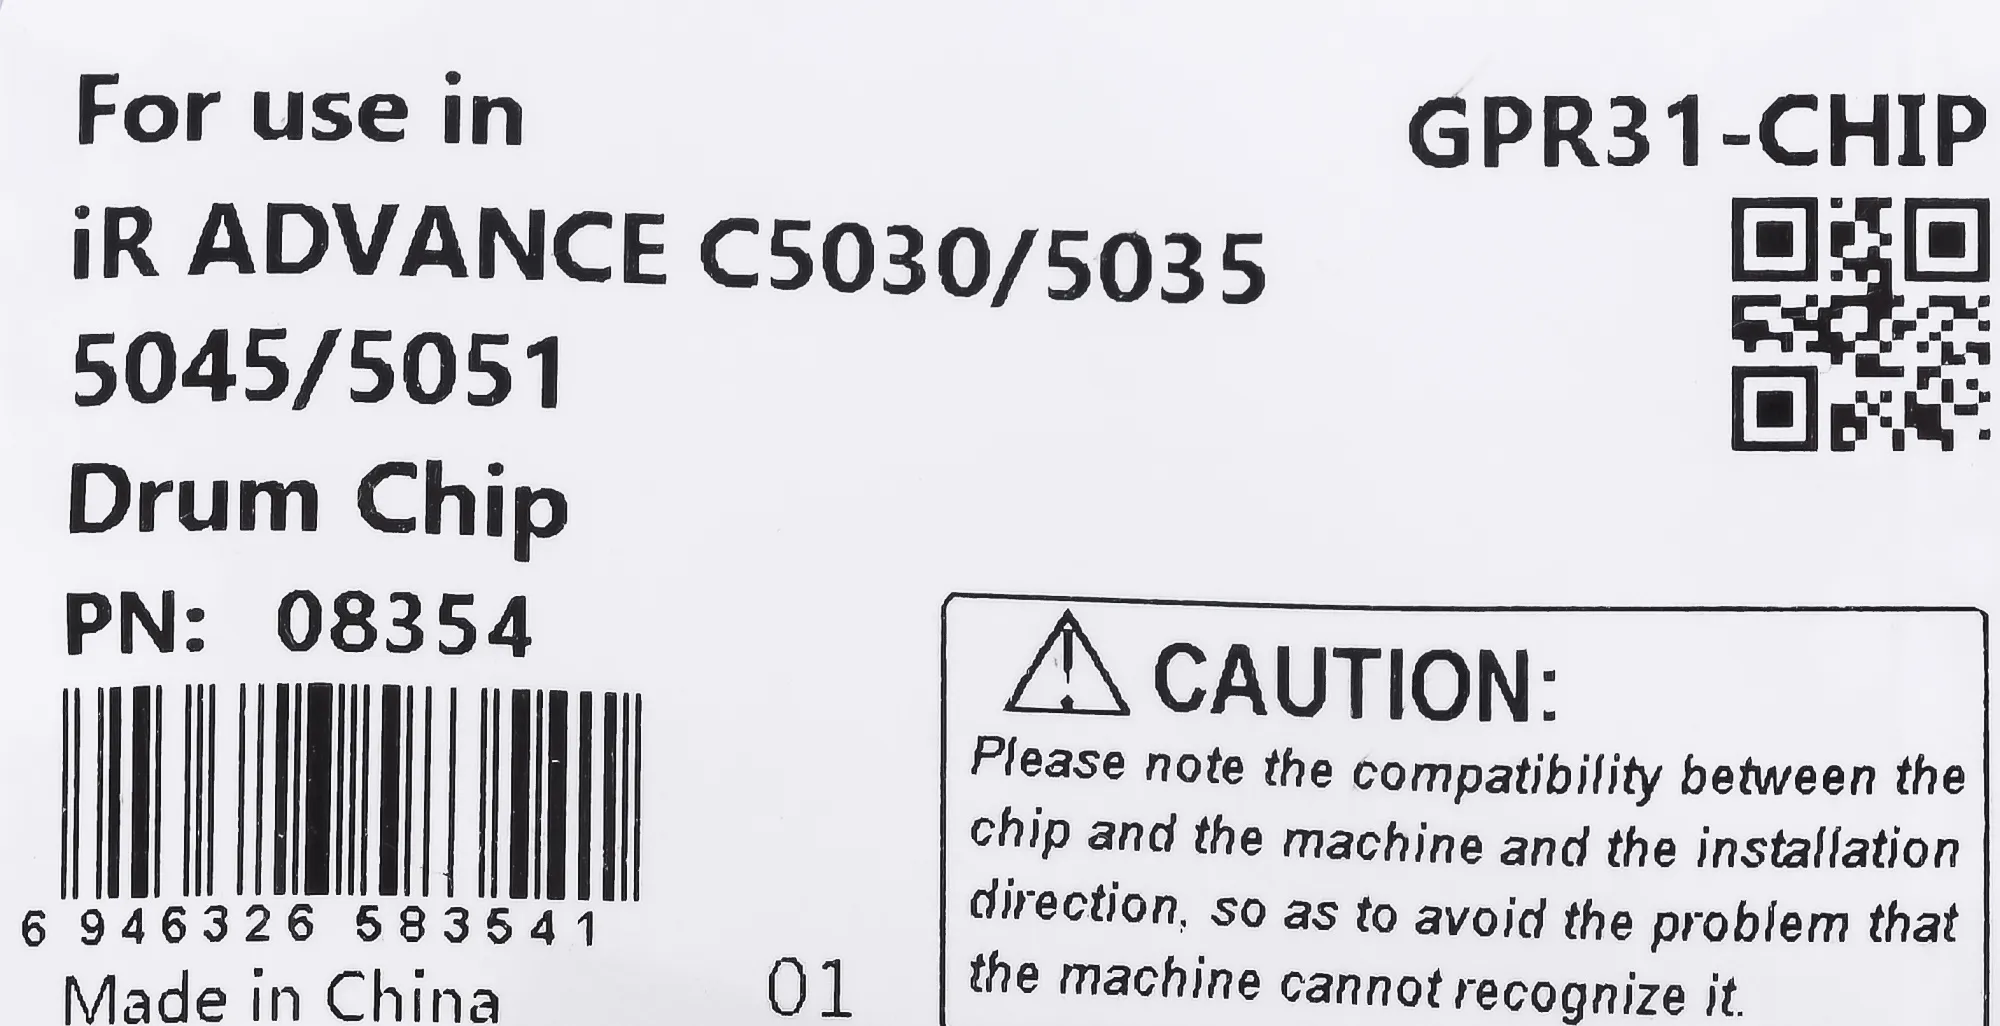 For use in
GPR31-CHIP
iR ADVANCE C5030/5035
5045/5051
Drum Chip
PN: 08354
6 946326 583541
Made in China
01
CAUTION:
Please note the compatibility between the
chip and the machine and the installation
direction, so as to avoid the problem that
the machine cannot recognize it.